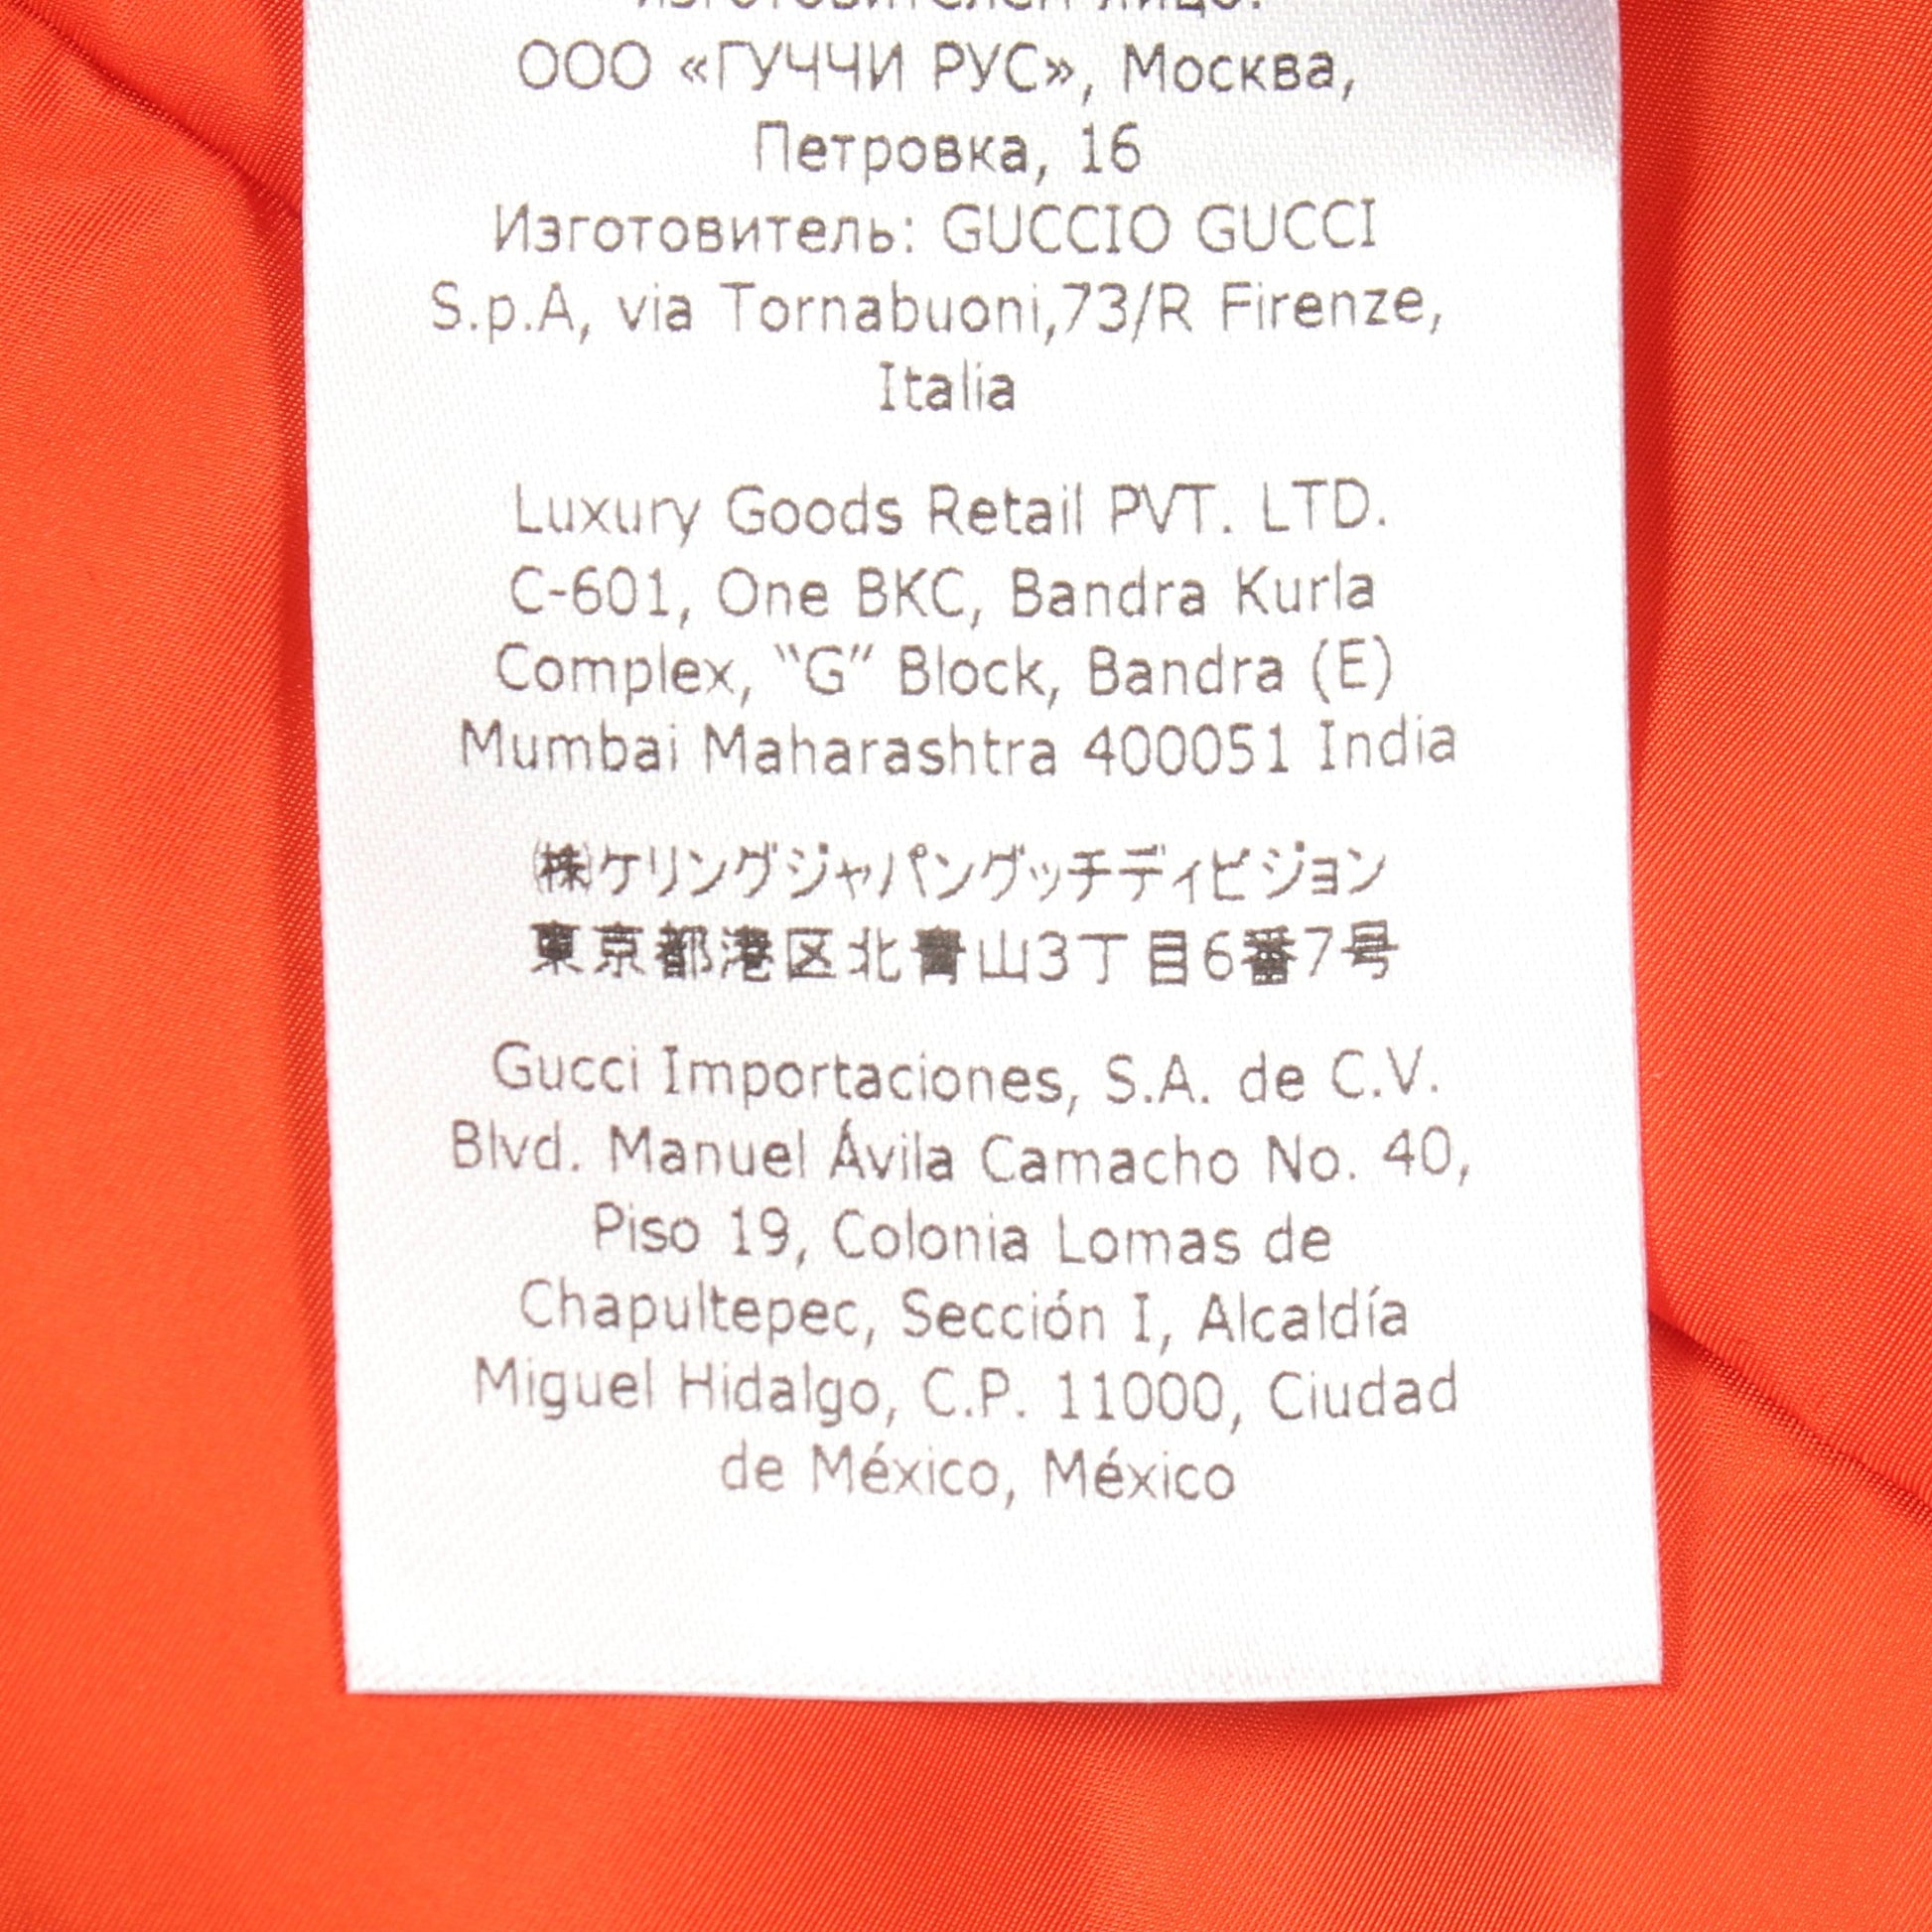 изготовителем лицо:
ООО «ГУЧЧИ РУС», Москва,
Петровка, 16
Изготовитель: GUCCIO GUCCI
S.p.A, via Tornabuoni,73/R Firenze,
Italia
Luxury Goods Retail PVT. LTD.
C-601, One BKC, Bandra Kurla
Complex, “G” Block, Bandra (E)
Mumbai Maharashtra 400051 India
㈱ケリングジャパングッチディビジョン
東京都港区北青山3丁目6番7号
Gucci Importaciones, S.A. de C.V.
Blvd. Manuel Ávila Camacho No. 40,
Piso 19, Colonia Lomas de
Chapultepec, Sección I, Alcaldía
Miguel Hidalgo, C.P. 11000, Ciudad
de México, México